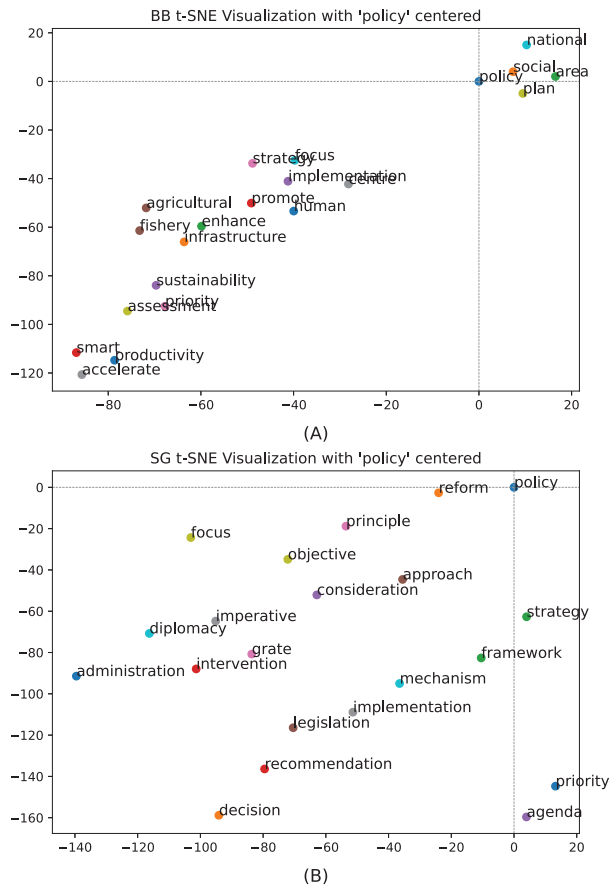 BB t-SNE Visualization with 'policy' centered
20
national
social
area
0
policy
plan
−20
focus
strategy
implementation
−40
centre
promote
human
agricultural
−60
enhance
fishery
infrastructure
−80
sustainability
priority
assessment
−100
smart
productivity
−120
accelerate
−80
−60
−40
−20
0
20
(A)
SG t-SNE Visualization with 'policy' centered
0
policy
reform
−20
principle
focus
objective
−40
approach
consideration
−60
strategy
imperative
diplomacy
−80
grate
framework
intervention
administration
mechanism
−100
implementation
legislation
−120
recommendation
−140
priority
decision
agenda
−160
−140
−120
−100
−80
−60
−40
−20
0
20
(B)